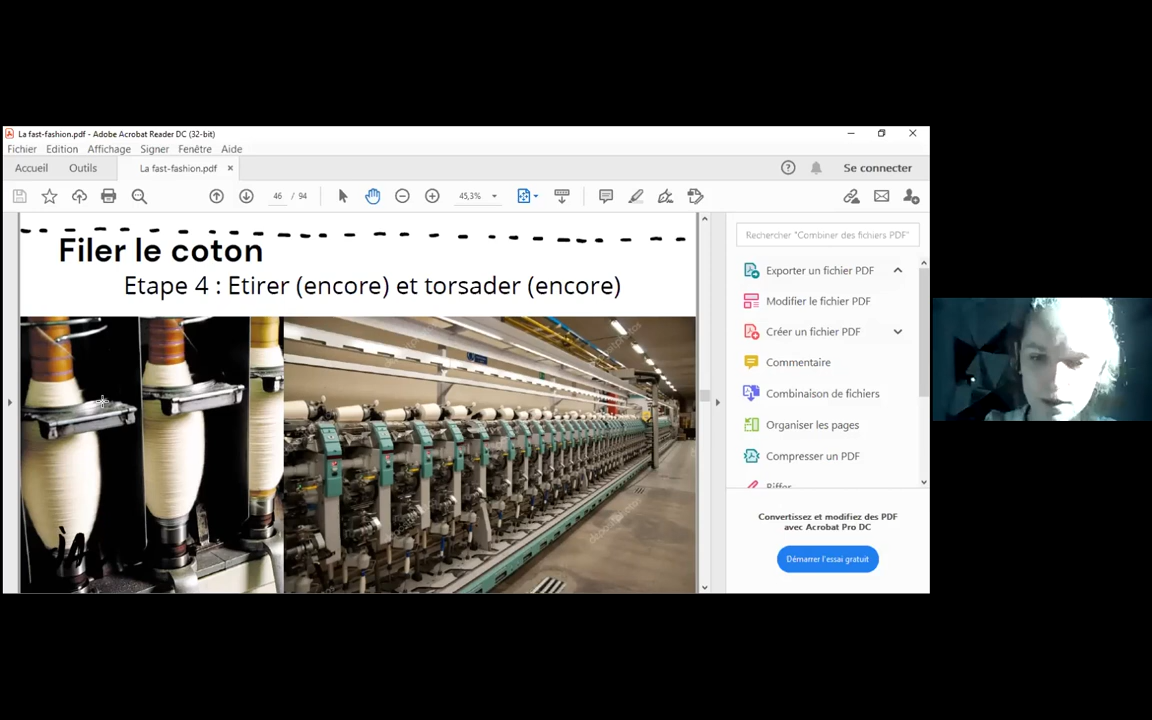 La fast-fashion.pdf - Adobe Acrobat Reader DC (32-bit)
Fichier Edition Affichage Signer Fenêtre Aide
Accueil Outils La fast-fashion.pdf × Se connecter
46 / 94 45,3%
Filer le coton
Etape 4 : Etirer (encore) et torsader (encore)
Rechercher "Combiner des fichiers PDF"
Exporter un fichier PDF
Modifier le fichier PDF
Créer un fichier PDF
Commentaire
Combinaison de fichiers
Organiser les pages
Compresser un PDF
Biffer
Convertissez et modifiez des PDF
avec Acrobat Pro DC
Démarrer l'essai gratuit